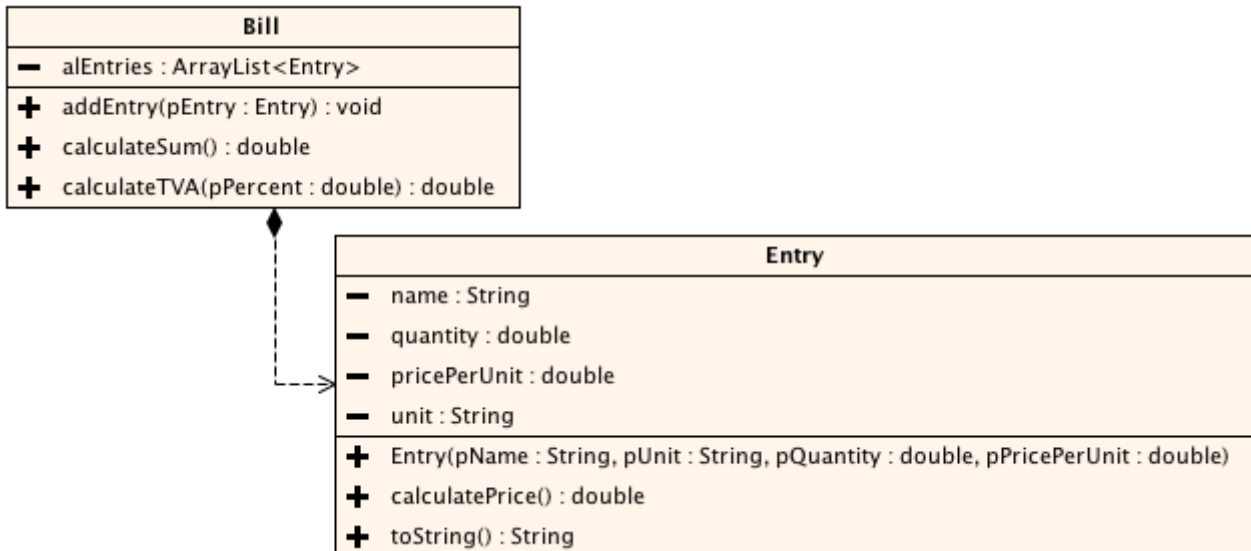 Bill
alEntries : ArrayList<Entry>
addEntry(pEntry : Entry) : void
calculateSum() : double
calculateTVA(pPercent : double) : double
Entry
name : String
quantity : double
pricePerUnit : double
unit : String
Entry(pName : String, pUnit : String, pQuantity : double, pPricePerUnit : double)
calculatePrice() : double
toString() : String